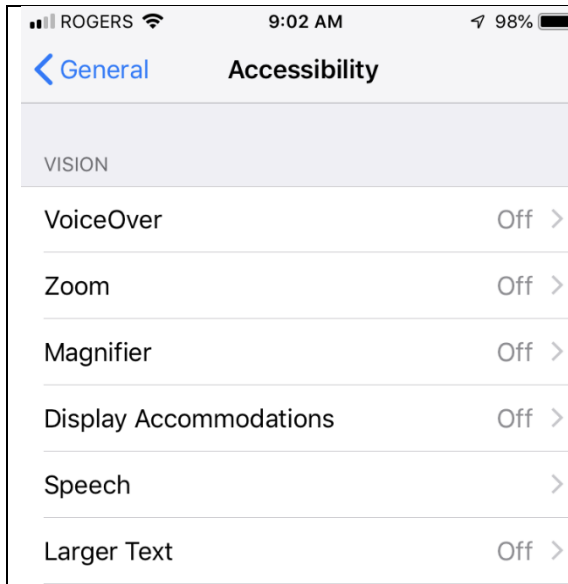 ROGERS 9:02 AM 98%
General Accessibility
VISION
VoiceOver Off
Zoom Off
Magnifier Off
Display Accommodations Off
Speech
Larger Text Off